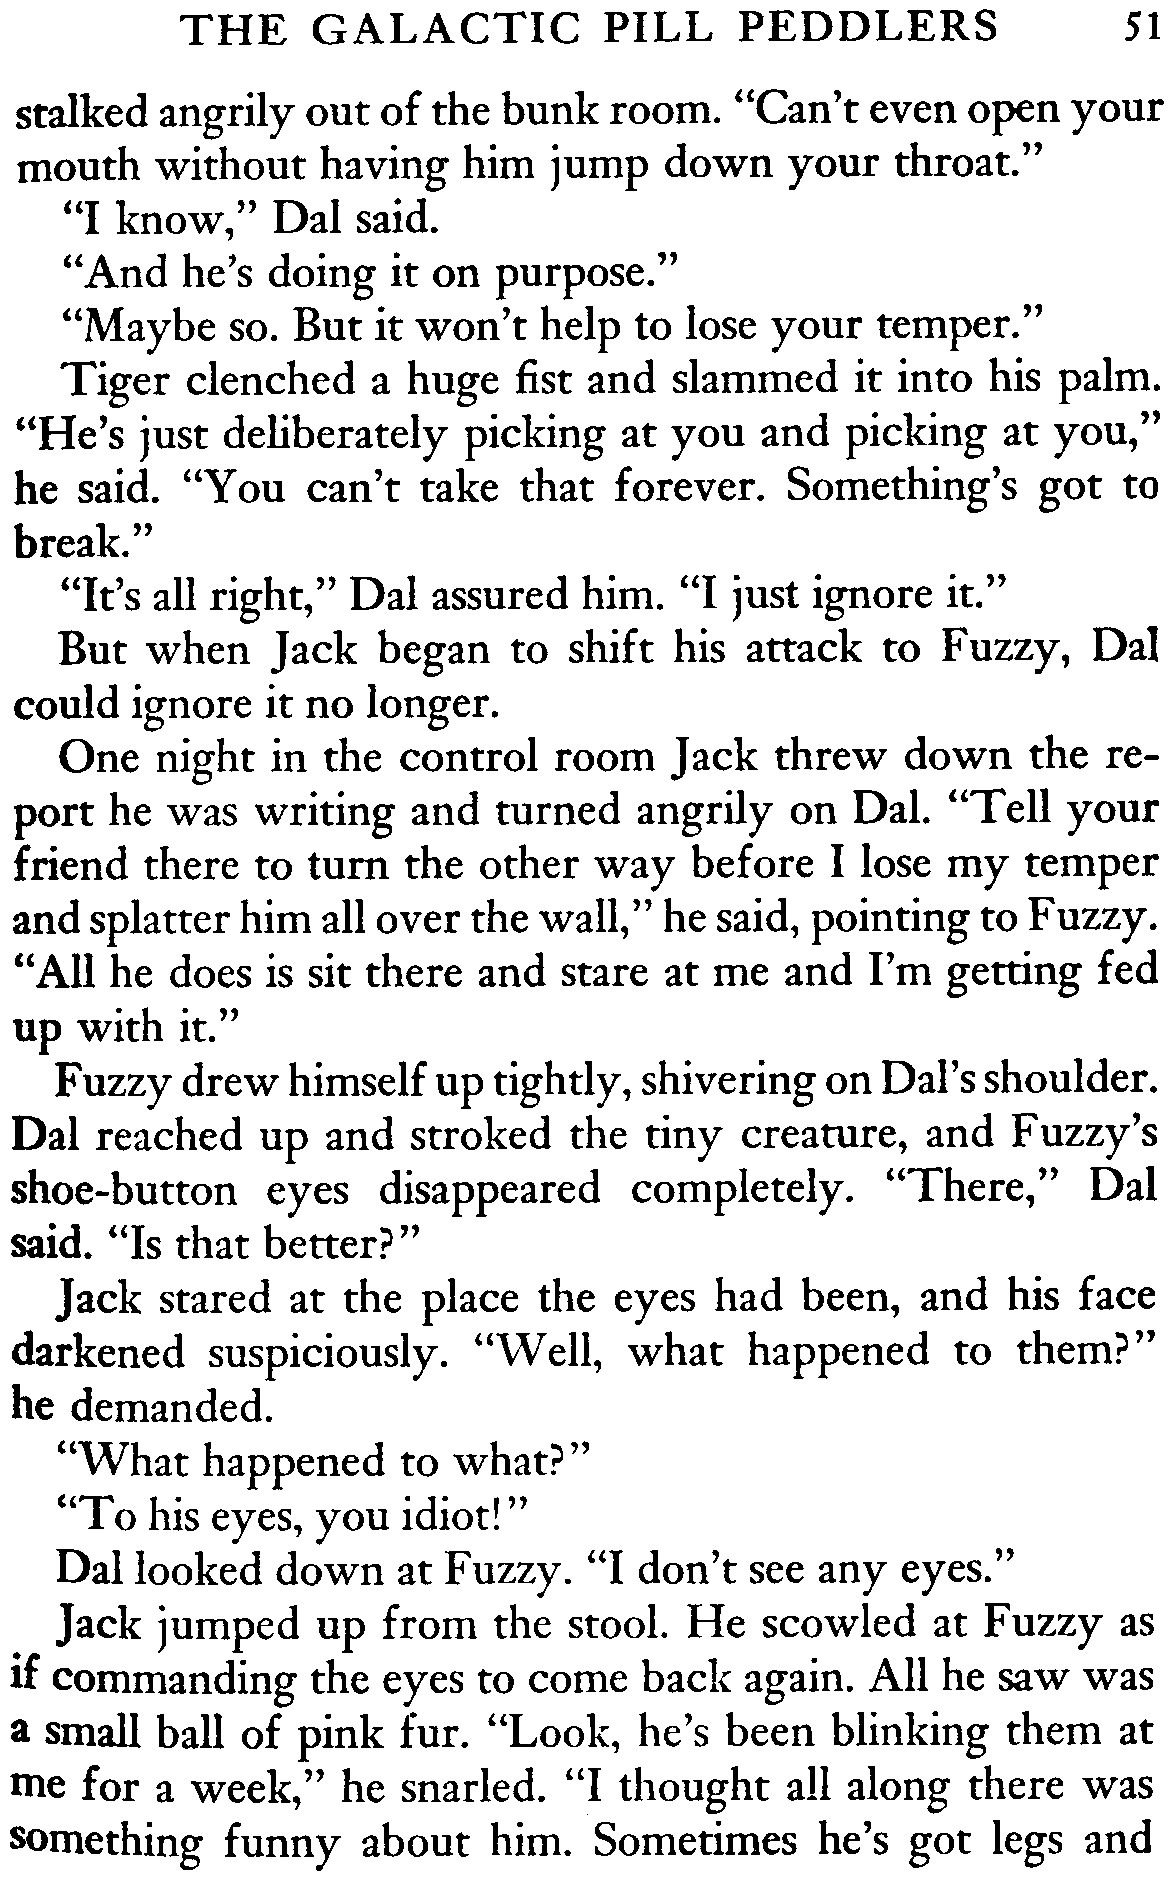 THE GALACTIC PILL PEDDLERS 51
stalked angrily out of the bunk room. “Can't even open your
mouth without having him jump down your throat.”
“I know,” Dal said.
“And he's doing it on purpose.”
“Maybe so. But it won't help to lose your temper.”
Tiger clenched a huge fist and slammed it into his palm.
“He's just deliberately picking at you and picking at you,”
he said. “You can't take that forever. Something's got to
break.”
“It's all right,” Dal assured him. “I just ignore it.”
But when Jack began to shift his attack to Fuzzy, Dal
could ignore it no longer.
One night in the control room Jack threw down the re-
port he was writing and turned angrily on Dal. “Tell your
friend there to turn the other way before I lose my temper
and splatter him all over the wall,” he said, pointing to Fuzzy.
“All he does is sit there and stare at me and I'm getting fed
up with it.”
Fuzzy drew himself up tightly, shivering on Dal's shoulder.
Dal reached up and stroked the tiny creature, and Fuzzy's
shoe-button eyes disappeared completely. “There,” Dal
said. “Is that better?”
Jack stared at the place the eyes had been, and his face
darkened suspiciously. “Well, what happened to them?”
he demanded.
“What happened to what?”
“To his eyes, you idiot!”
Dal looked down at Fuzzy. “I don't see any eyes.”
Jack jumped up from the stool. He scowled at Fuzzy as
if commanding the eyes to come back again. All he saw was
a small ball of pink fur. “Look, he's been blinking them at
me for a week,” he snarled. “I thought all along there was
something funny about him. Sometimes he's got legs and